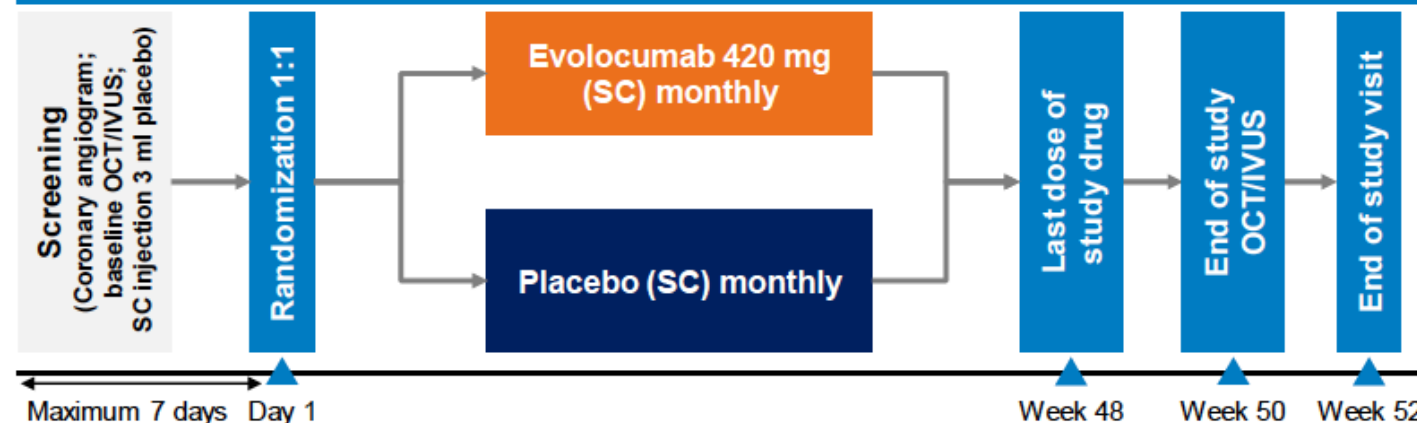 Screening
(Coronary angiogram;
baseline OCT/IVUS;
SC injection 3 ml placebo)
Randomization 1:1
Evolocumab 420 mg
(SC) monthly
Placebo (SC) monthly
Last dose of
study drug
End of study
OCT/IVUS
End of study visit
Maximum 7 days
Day 1
Week 48
Week 50
Week 52